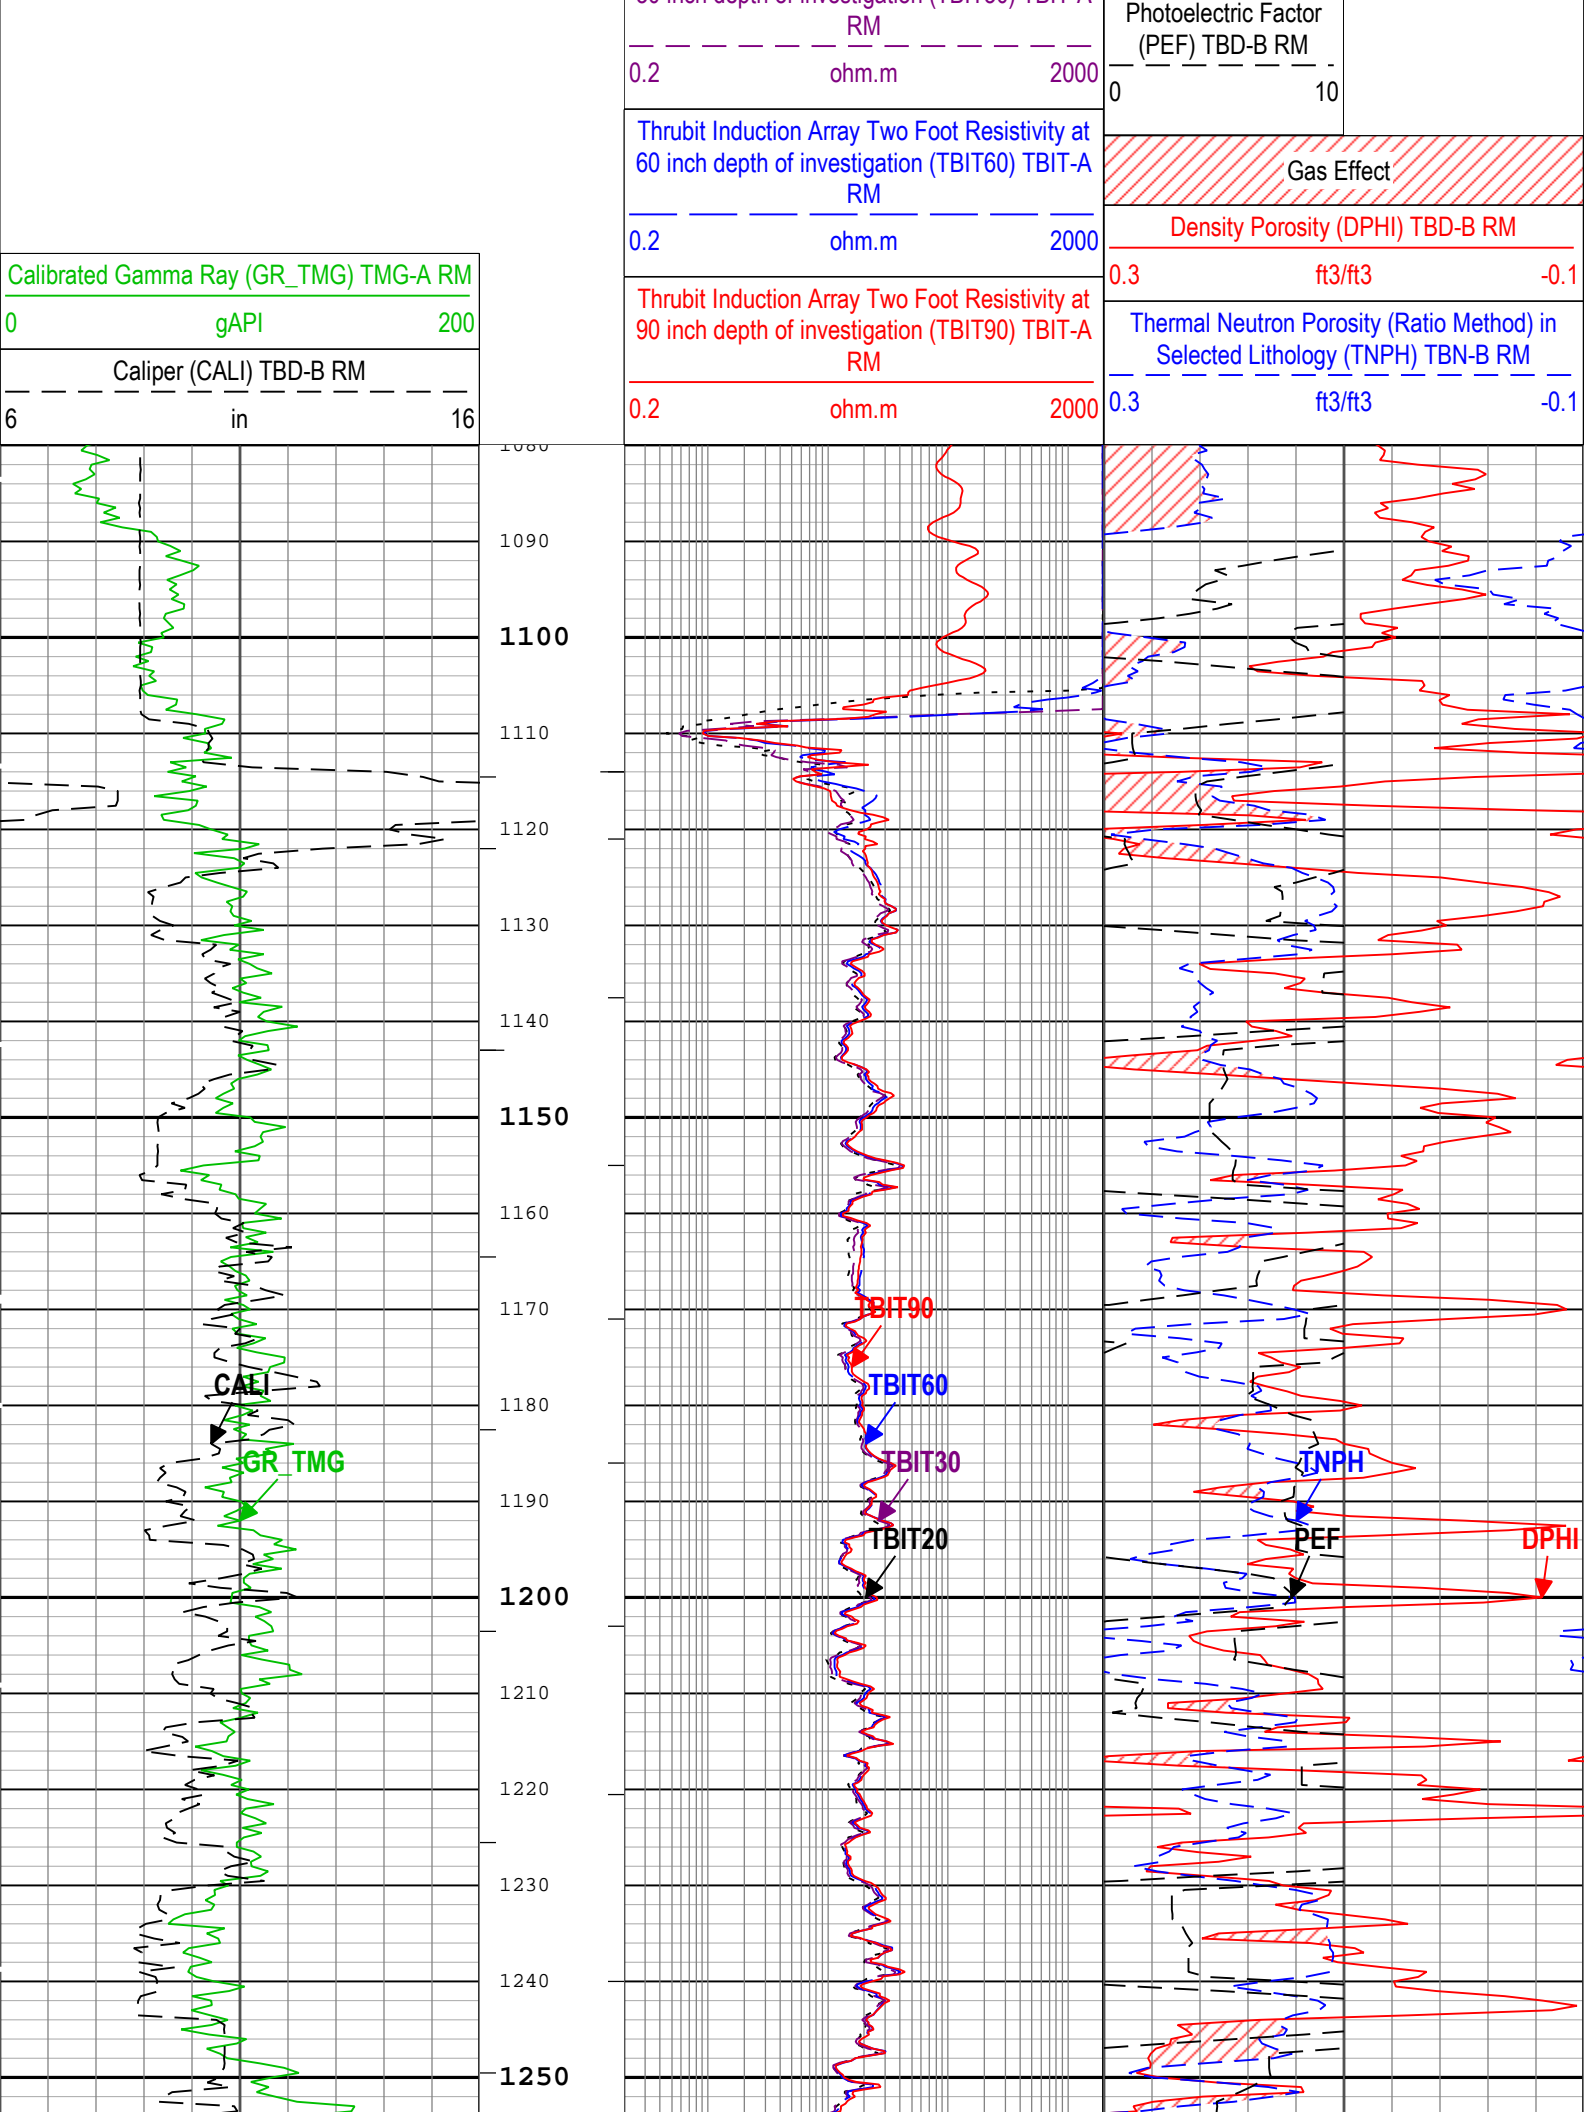 RM
0.2 ohm.m 2000
Thrubit Induction Array Two Foot Resistivity at
60 inch depth of investigation (TBIT60) TBIT-A
RM
0.2 ohm.m 2000
Thrubit Induction Array Two Foot Resistivity at
90 inch depth of investigation (TBIT90) TBIT-A
RM
0.2 ohm.m 2000
Photoelectric Factor
(PEF) TBD-B RM
0 10
Gas Effect
Density Porosity (DPHI) TBD-B RM
0.3 ft3/ft3 -0.1
Thermal Neutron Porosity (Ratio Method) in
Selected Lithology (TNPH) TBN-B RM
0.3 ft3/ft3 -0.1
Calibrated Gamma Ray (GR_TMG) TMG-A RM
0 gAPI 200
Caliper (CALI) TBD-B RM
6 in 16
1080
1090
1100
1110
1120
1130
1140
1150
1160
1170
TBIT90
CALI
TBIT60
1180
GR_TMG
TBIT30
TNPH
1190
TBIT20
PEF
DPHI
1200
1210
1220
1230
1240
1250